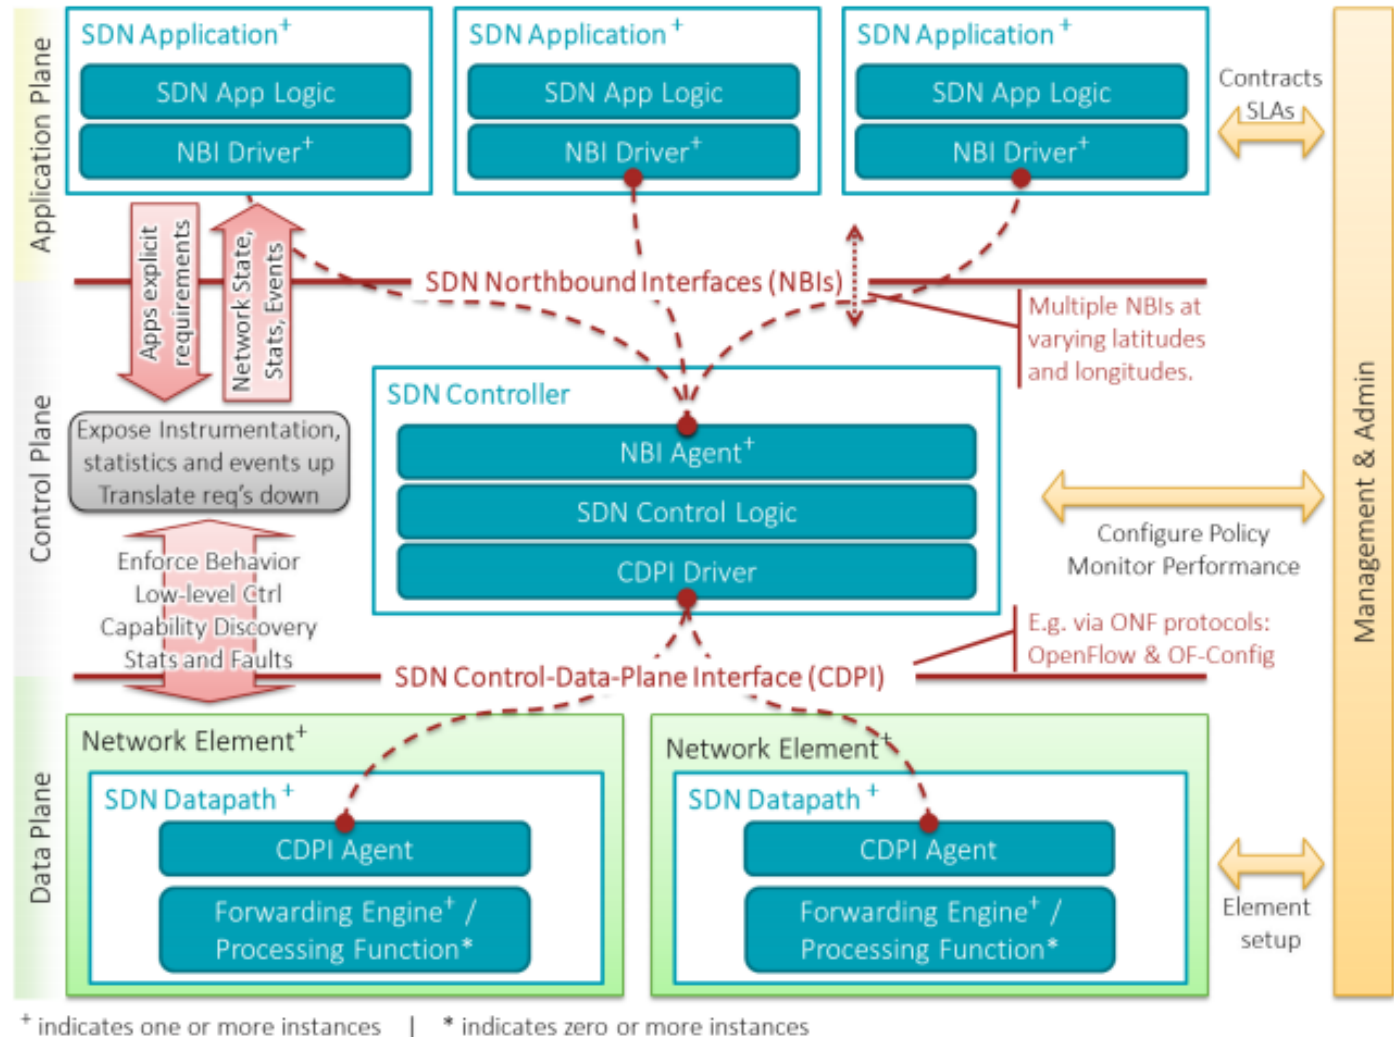 Application Plane
SDN Application+
SDN App Logic
NBI Driver+
SDN Application +
SDN App Logic
NBI Driver+
SDN Application +
SDN App Logic
NBI Driver+
Contracts
SLAs
Apps explicit
requirements
Network State,
Stats, Events
SDN Northbound Interfaces (NBIs)
Multiple NBIs at
varying latitudes
and longitudes.
Control Plane
Expose Instrumentation,
statistics and events up
Translate req's down
SDN Controller
NBI Agent+
SDN Control Logic
CDPI Driver
Configure Policy
Monitor Performance
Management & Admin
Enforce Behavior
Low-level Ctrl
Capability Discovery
Stats and Faults
SDN Control-Data-Plane Interface (CDPI)
E.g. via ONF protocols:
OpenFlow & OF-Config
Data Plane
Network Element+
SDN Datapath +
CDPI Agent
Forwarding Engine+ /
Processing Function*
Network Element+
SDN Datapath +
CDPI Agent
Forwarding Engine+ /
Processing Function*
Element
setup
+ indicates one or more instances | * indicates zero or more instances